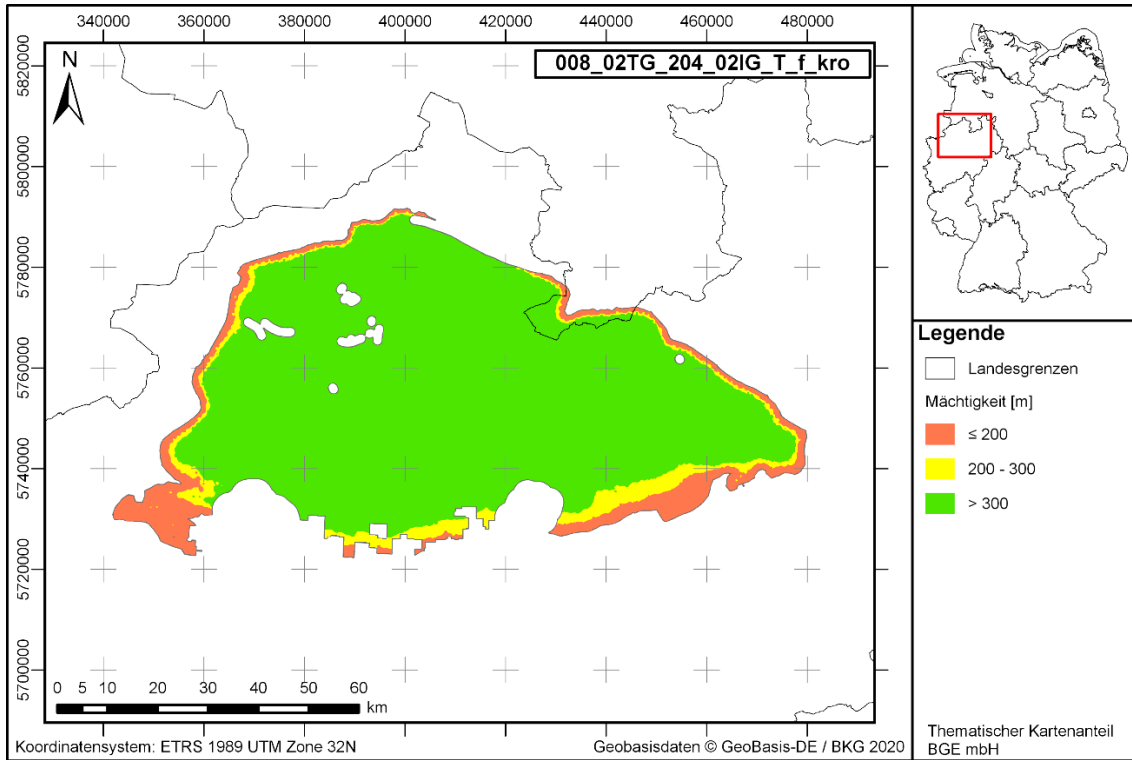 340000 360000 380000 400000 420000 440000 460000 480000
008_02TG_204_02IG_T_f_kro
N
5820000
5800000
5780000
5760000
5740000
5720000
5700000
0 5 10 20 30 40 50 60
km
Koordinatensystem: ETRS 1989 UTM Zone 32N
Geobasisdaten © GeoBasis-DE / BKG 2020
Legende
Landesgrenzen
Mächtigkeit [m]
≤ 200
200 - 300
> 300
Thematischer Kartenanteil
BGE mbH